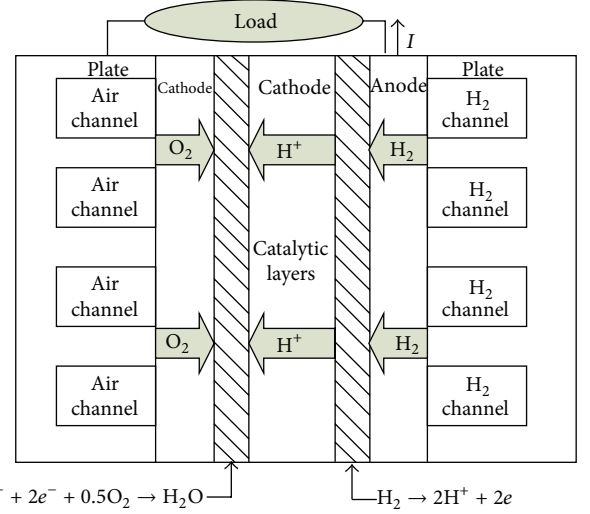 Load
I
Plate
Cathode
Cathode
Anode
Plate
Air
channel
H₂
channel
O₂
H⁺
H₂
Air
channel
H₂
channel
Catalytic
layers
Air
channel
H₂
channel
O₂
H⁺
H₂
Air
channel
H₂
channel
⁻ + 2e⁻ + 0.5O₂ → H₂O
H₂ → 2H⁺ + 2e